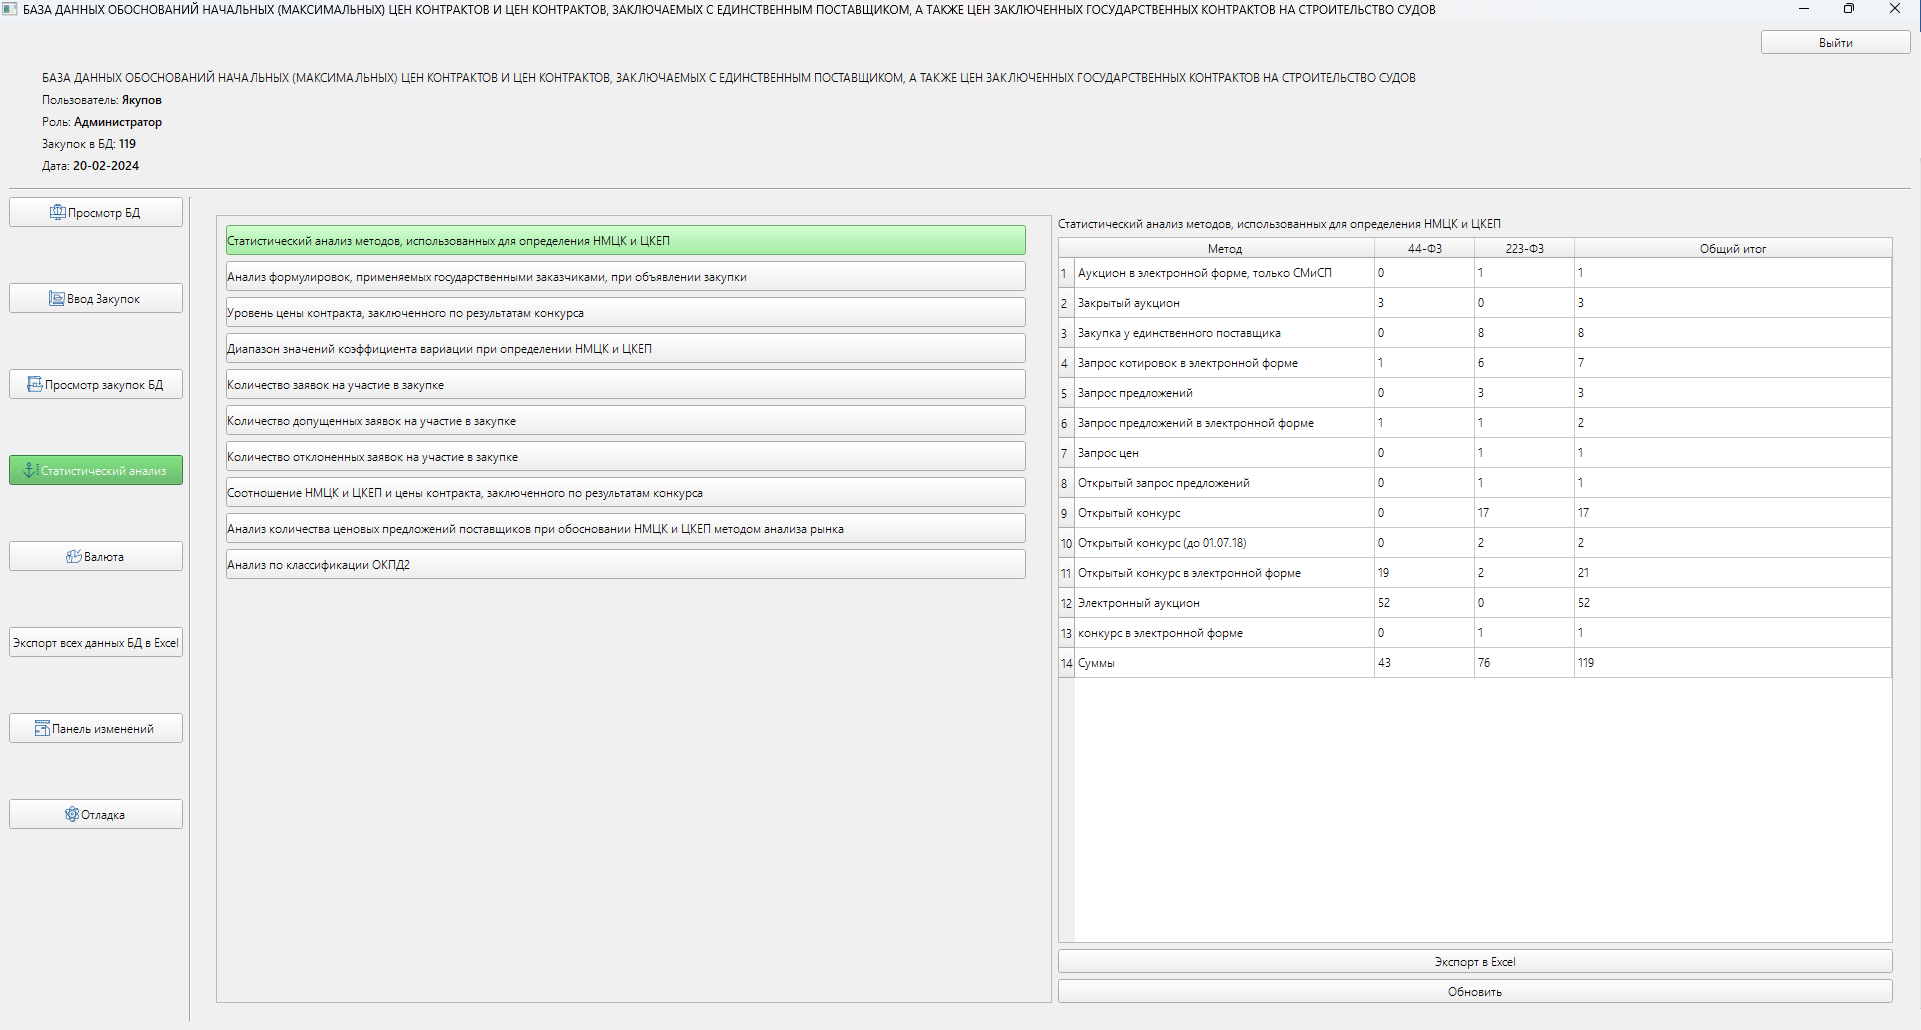 БАЗА ДАННЫХ ОБОСНОВАНИЙ НАЧАЛЬНЫХ (МАКСИМАЛЬНЫХ) ЦЕН КОНТРАКТОВ И ЦЕН КОНТРАКТОВ, ЗАКЛЮЧАЕМЫХ С ЕДИНСТВЕННЫМ ПОСТАВЩИКОМ, А ТАКЖЕ ЦЕН ЗАКЛЮЧЕННЫХ ГОСУДАРСТВЕННЫХ КОНТРАКТОВ НА СТРОИТЕЛЬСТВО СУДОВ
Выйти
БАЗА ДАННЫХ ОБОСНОВАНИЙ НАЧАЛЬНЫХ (МАКСИМАЛЬНЫХ) ЦЕН КОНТРАКТОВ И ЦЕН КОНТРАКТОВ, ЗАКЛЮЧАЕМЫХ С ЕДИНСТВЕННЫМ ПОСТАВЩИКОМ, А ТАКЖЕ ЦЕН ЗАКЛЮЧЕННЫХ ГОСУДАРСТВЕННЫХ КОНТРАКТОВ НА СТРОИТЕЛЬСТВО СУДОВ
Пользователь: Якупов
Роль: Администратор
Закупок в БД: 119
Дата: 20-02-2024
Просмотр БД
Ввод Закупок
Просмотр закупок БД
Статистический анализ
Валюта
Экспорт всех данных БД в Excel
Панель изменений
Отладка
Статистический анализ методов, использованных для определения НМЦК и ЦКЕП
Анализ формулировок, применяемых государственными заказчиками, при объявлении закупки
Уровень цены контракта, заключенного по результатам конкурса
Диапазон значений коэффициента вариации при определении НМЦК и ЦКЕП
Количество заявок на участие в закупке
Количество допущенных заявок на участие в закупке
Количество отклоненных заявок на участие в закупке
Соотношение НМЦК и ЦКЕП и цены контракта, заключенного по результатам конкурса
Анализ количества ценовых предложений поставщиков при обосновании НМЦК и ЦКЕП методом анализа рынка
Анализ по классификации ОКПД2
Статистический анализ методов, использованных для определения НМЦК и ЦКЕП
Метод 44-ФЗ 223-ФЗ Общий итог
1 Аукцион в электронной форме, только СМиСП 0 1 1
2 Закрытый аукцион 3 0 3
3 Закупка у единственного поставщика 0 8 8
4 Запрос котировок в электронной форме 1 6 7
5 Запрос предложений 0 3 3
6 Запрос предложений в электронной форме 1 1 2
7 Запрос цен 0 1 1
8 Открытый запрос предложений 0 1 1
9 Открытый конкурс 0 17 17
10 Открытый конкурс (до 01.07.18) 0 2 2
11 Открытый конкурс в электронной форме 19 2 21
12 Электронный аукцион 52 0 52
13 конкурс в электронной форме 0 1 1
14 Суммы 43 76 119
Экспорт в Excel
Обновить